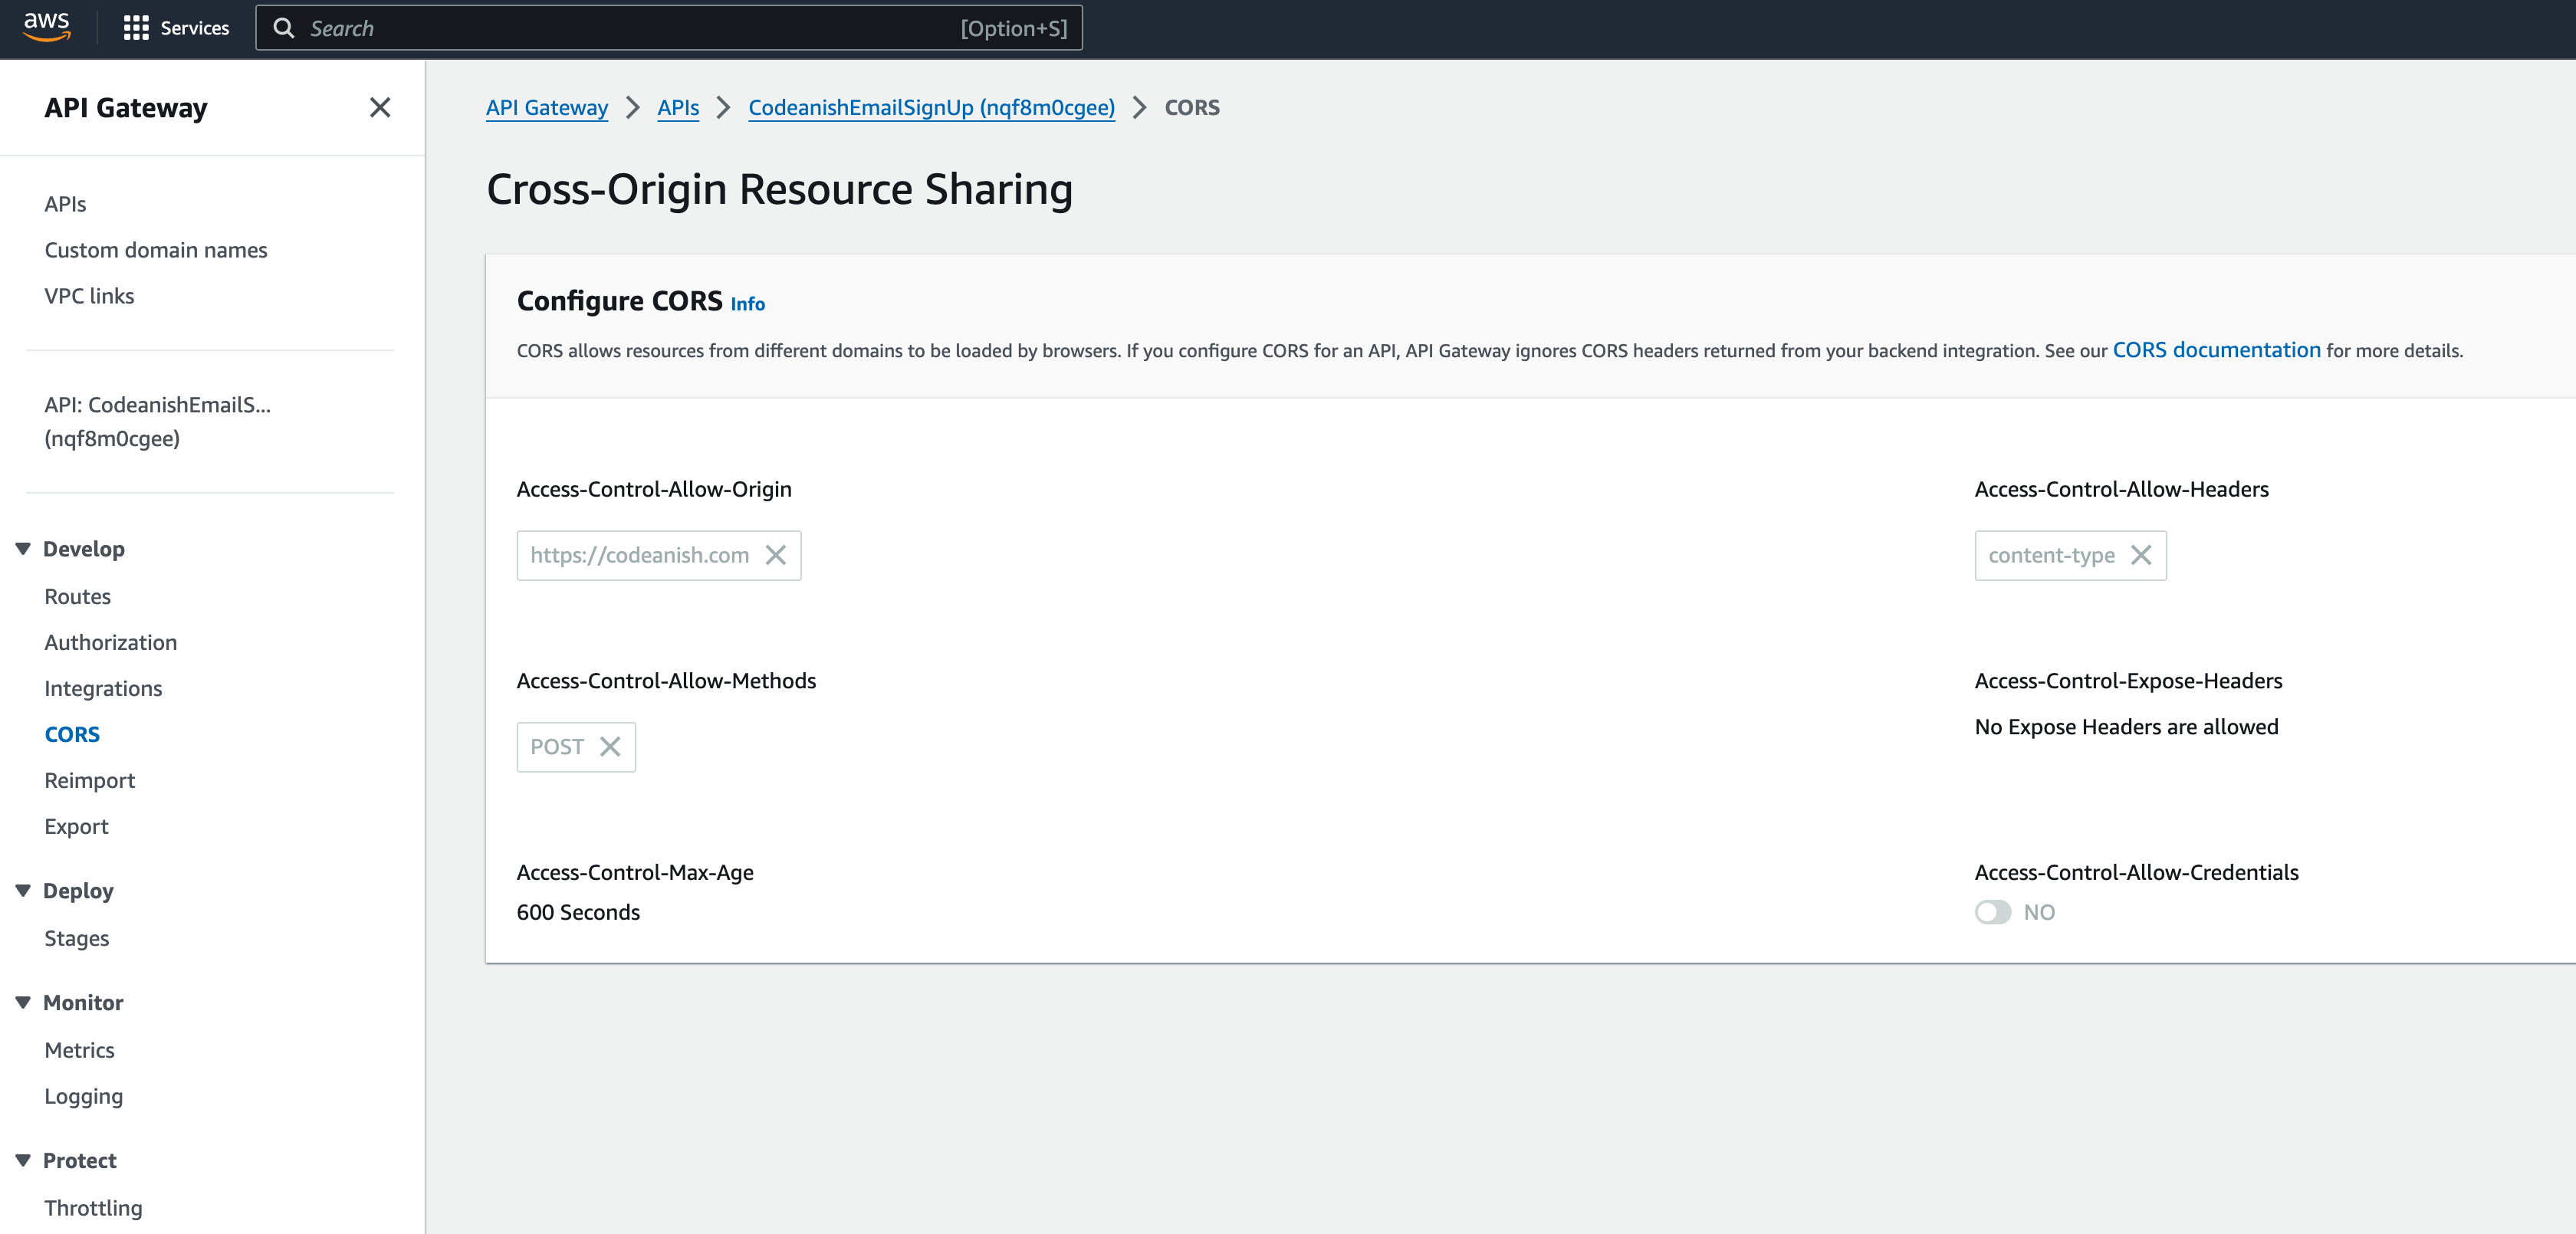 aws
Services
Search
[Option+S]
API Gateway
APIs
Custom domain names
VPC links
API: CodeanishEmailS...
(nqf8m0cgee)
Develop
Routes
Authorization
Integrations
CORS
Reimport
Export
Deploy
Stages
Monitor
Metrics
Logging
Protect
Throttling
API Gateway > APIs > CodeanishEmailSignUp (nqf8m0cgee) > CORS
Cross-Origin Resource Sharing
Configure CORS Info
CORS allows resources from different domains to be loaded by browsers. If you configure CORS for an API, API Gateway ignores CORS headers returned from your backend integration. See our CORS documentation for more details.
Access-Control-Allow-Origin
https://codeanish.com
Access-Control-Allow-Headers
content-type
Access-Control-Allow-Methods
POST
Access-Control-Expose-Headers
No Expose Headers are allowed
Access-Control-Max-Age
600 Seconds
Access-Control-Allow-Credentials
NO